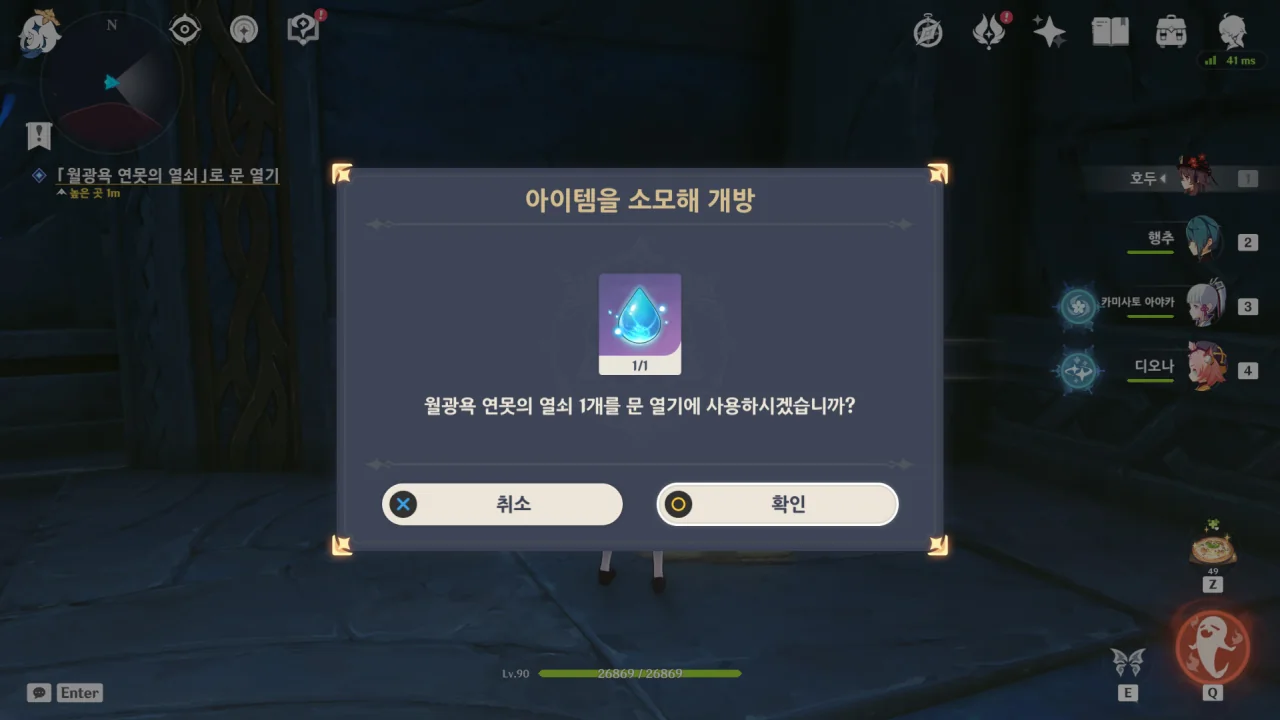 N
41 ms
「월광욕 연못의 열쇠」로 문 열기
높은 곳 1m
아이템을 소모해 개방
1/1
월광욕 연못의 열쇠 1개를 문 열기에 사용하시겠습니까?
취소
확인
호두
1
행추
2
카미사토 아야카
3
디오나
4
49
Z
E
Q
Lv.90
26869 / 26869
Enter